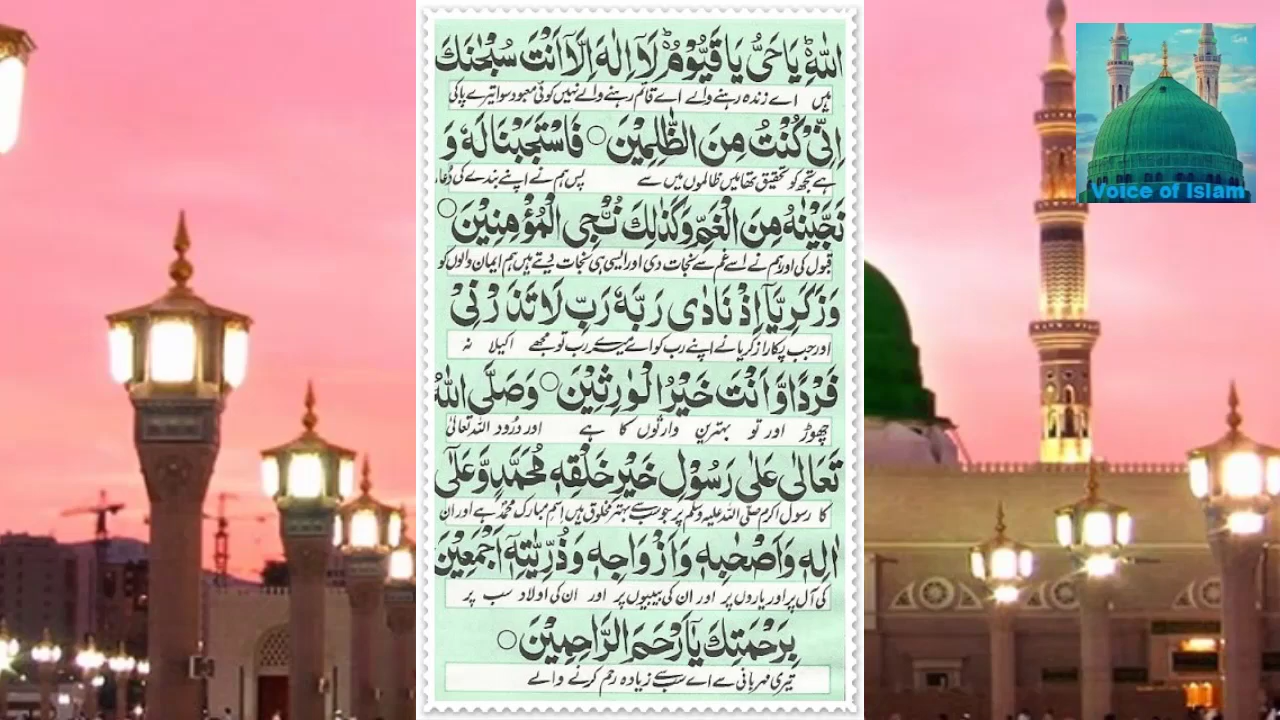 اللّٰهِ يَا حَيُّ يَا قَيُّوْمُ لَآ اِلٰهَ اِلَّآ اَنْتَ سُبْحٰنَكَ
ہیں اے زندہ رہنے والے اے قائم رہنے والے نہیں کوئی معبود سوا تیرے پاکی
اِنِّيْ كُنْتُ مِنَ الظّٰلِمِيْنَ ○ فَاسْتَجَبْنَا لَهٗ وَ
ہے تجھ کو تحقیق تھا میں ظالموں میں سے پس ہم نے اپنے بندے کی دُعاء
نَجَّيْنٰهُ مِنَ الْغَمِّ وَكَذٰلِكَ نُـْۨجِي الْمُؤْمِنِيْنَ ○
قبول کی اور ہم نے اسے غم سے نجات دی اور ایسی ہی نجات دیتے ہیں ہم ایمان والوں کو
وَزَكَرِيَّآ اِذْ نَادٰى رَبَّهٗ رَبِّ لَا تَذَرْنِيْ
اور جب پکارا زکریا نے اپنے رب کو اے میرے رب تو مجھے اکیلا نہ
فَرْدًا وَّاَنْتَ خَيْرُ الْوٰرِثِيْنَ ○ وَصَلَّى اللّٰهُ
چھوڑ اور تو بہترین وارثوں کا ہے اور درُود اللہ تعالیٰ
تَعَالٰى عَلٰى رَسُوْلِ خَيْرِ خَلْقِهٖ مُحَمَّدٍ وَّعَلٰٓى
کا رسول اکرم صلی اللہ علیہ وسلم پر جو سب سے بہتر مخلوق ہیں اسم مبارک محمدؐ ہے اور ان
اٰلِهٖ وَاَصْحٰبِهٖ وَاَزْوَاجِهٖ وَذُرِّيّٰتِهٖٓ اَجْمَعِيْنَ
کی آل پر اور یاروں پر اور ان کی بیبیوں پر اور ان کی اولاد سب پر
بِرَحْمَتِكَ يَآ اَرْحَمَ الرَّاحِمِيْنَ ○
تیری مہربانی سے اے سب سے زیادہ رحم کرنے والے
Voice of Islam